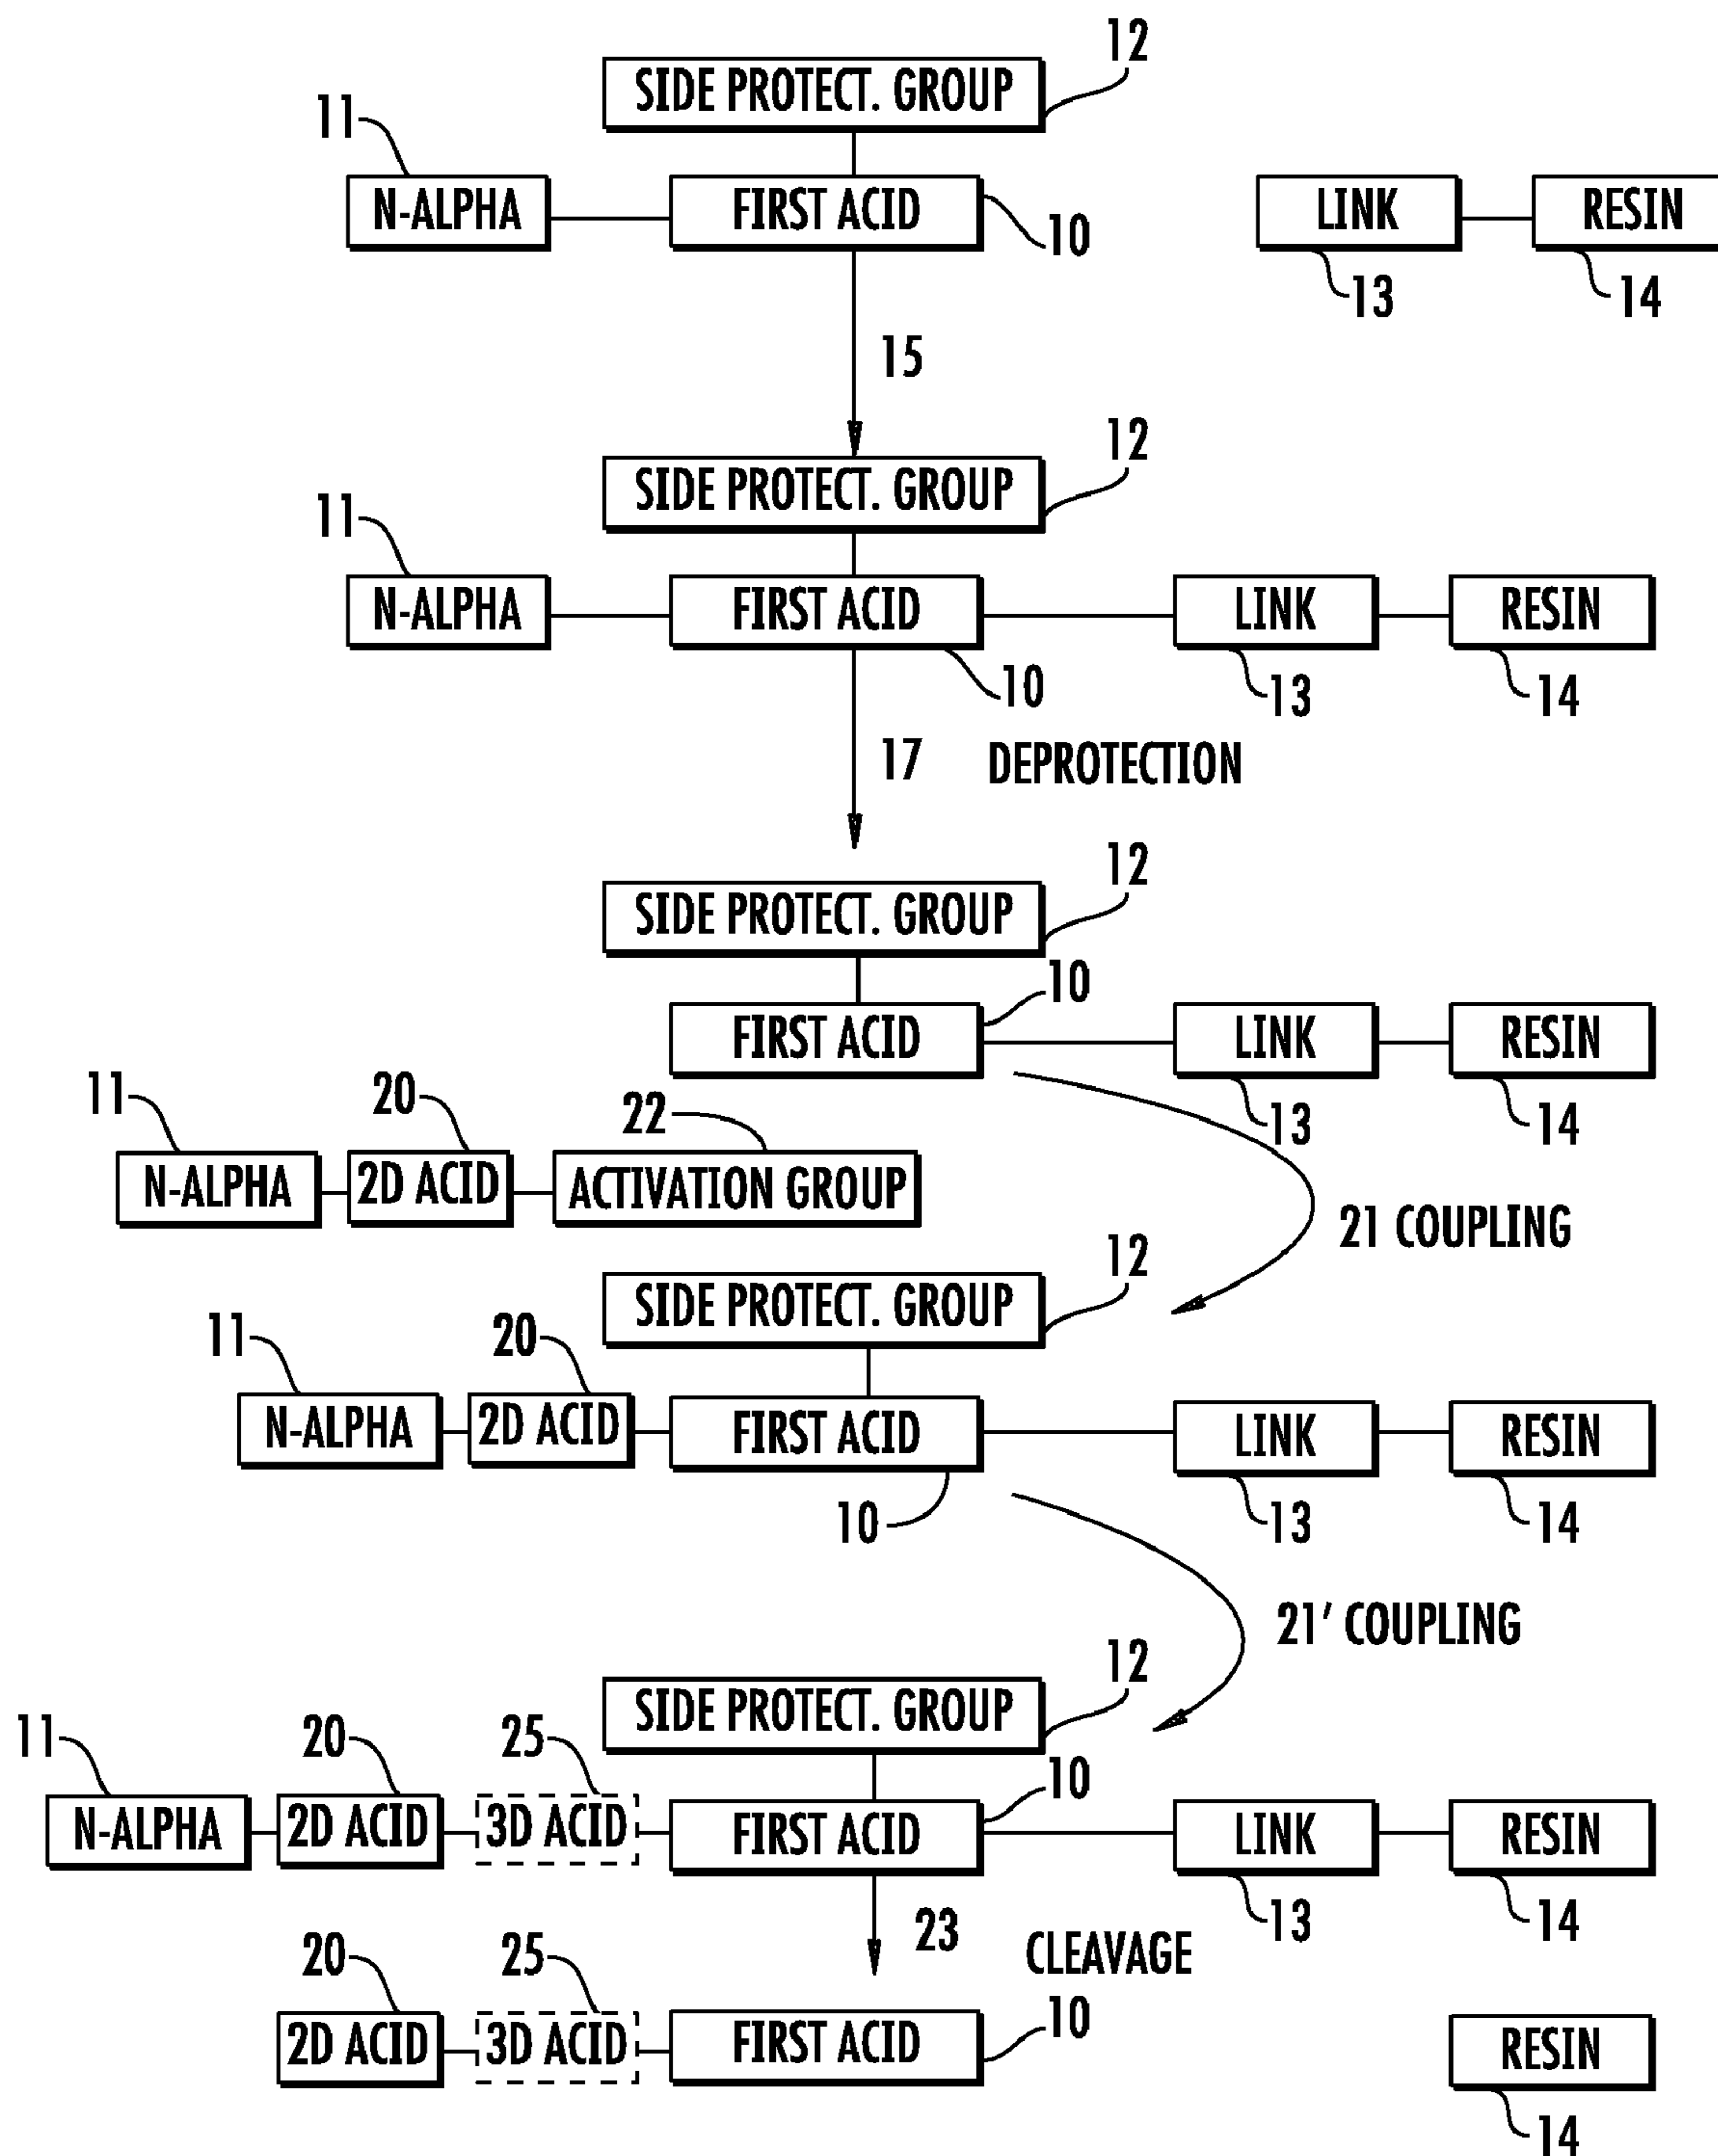 12
SIDE PROTECT. GROUP
11
N-ALPHA
FIRST ACID
10
LINK
RESIN
13
14
15
12
SIDE PROTECT. GROUP
11
N-ALPHA
FIRST ACID
LINK
RESIN
10
13
14
17 DEPROTECTION
12
SIDE PROTECT. GROUP
10
FIRST ACID
LINK
RESIN
13
14
11
20
22
N-ALPHA
2D ACID
ACTIVATION GROUP
21 COUPLING
12
SIDE PROTECT. GROUP
11
20
N-ALPHA
2D ACID
FIRST ACID
LINK
RESIN
10
13
14
21' COUPLING
12
SIDE PROTECT. GROUP
11
20
25
10
N-ALPHA
2D ACID
3D ACID
FIRST ACID
LINK
RESIN
13
14
23 CLEAVAGE
20
25
10
2D ACID
3D ACID
FIRST ACID
RESIN
14